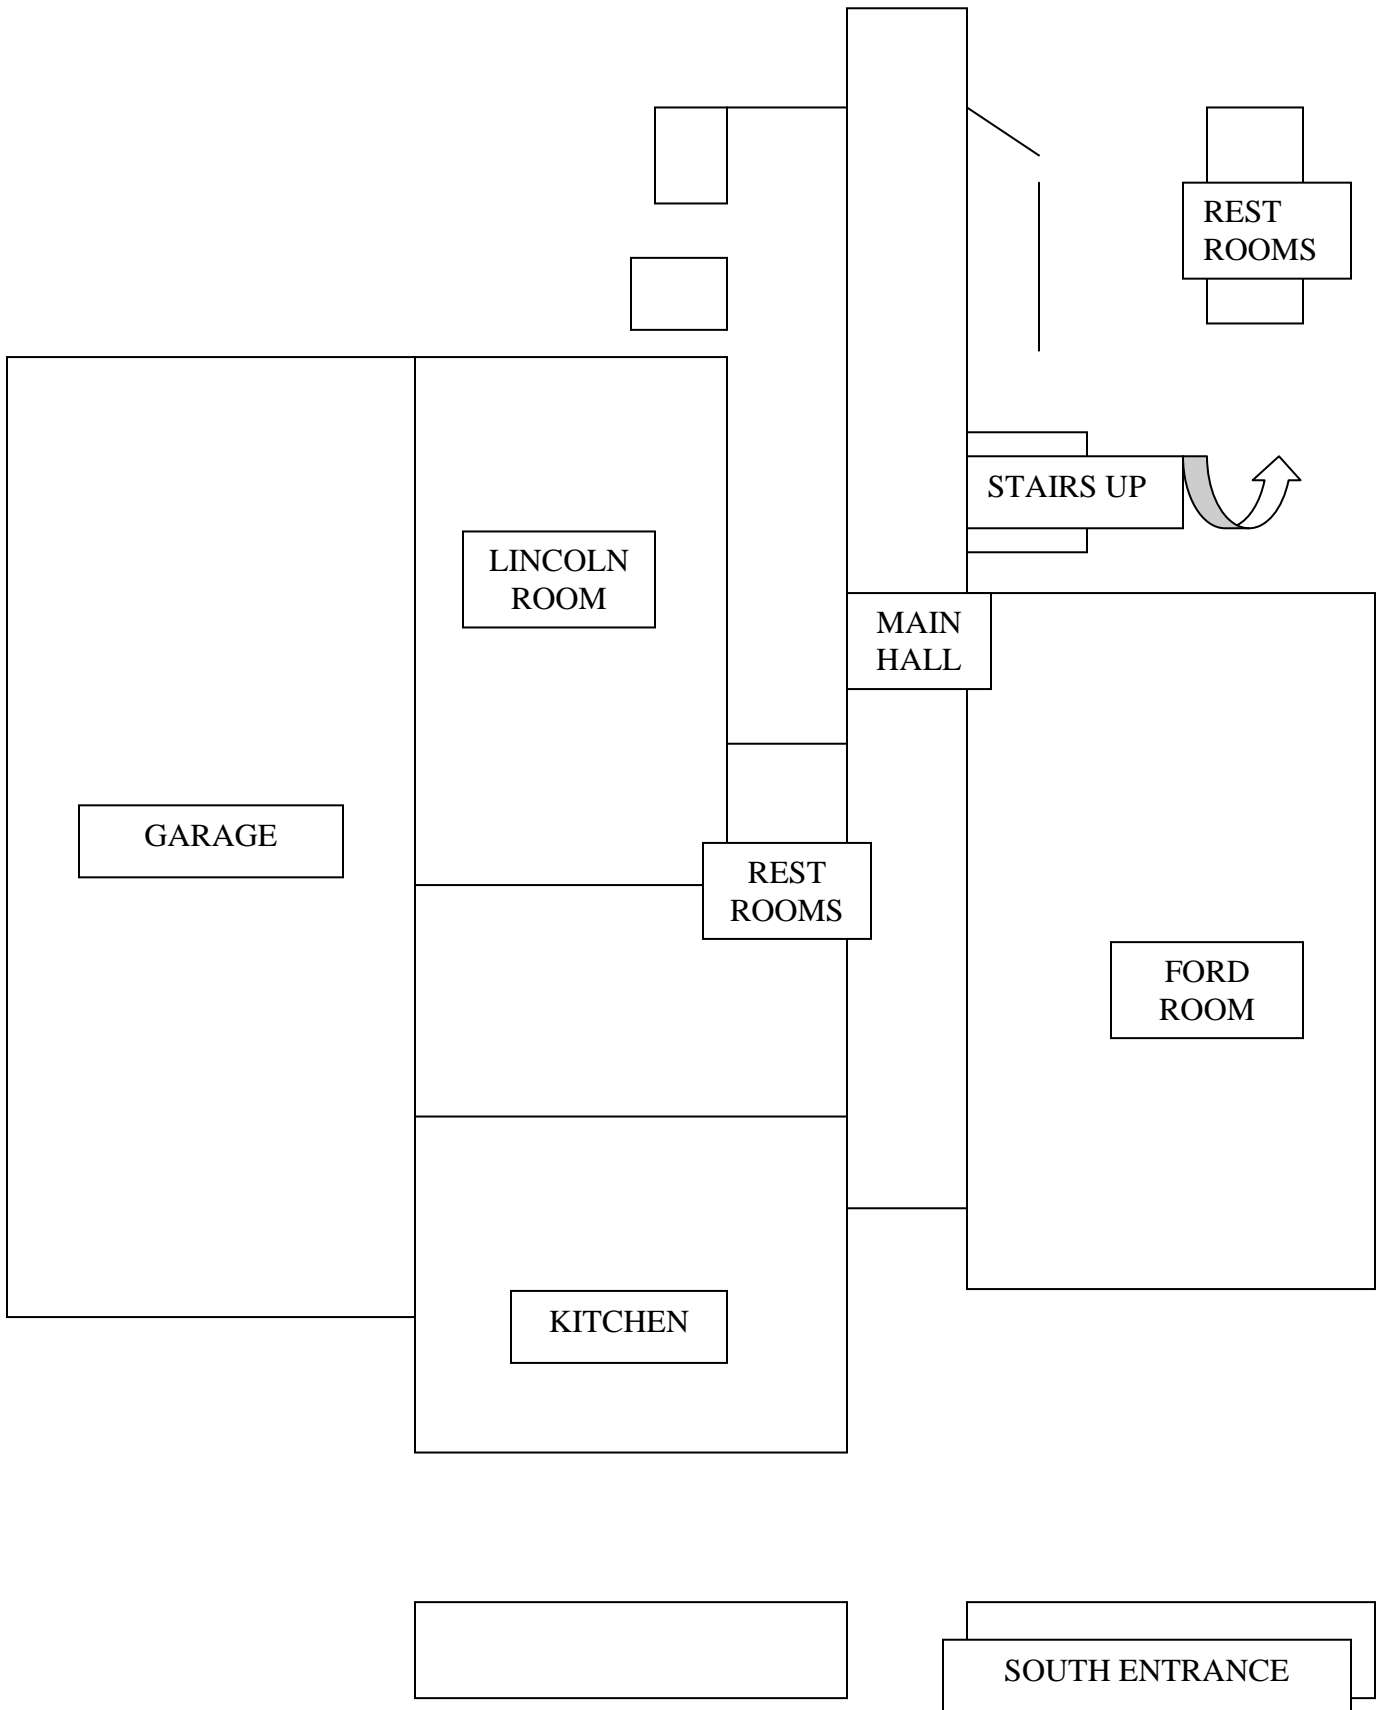 REST
ROOMS
STAIRS UP
LINCOLN
ROOM
MAIN
HALL
GARAGE
REST
ROOMS
FORD
ROOM
KITCHEN
SOUTH ENTRANCE